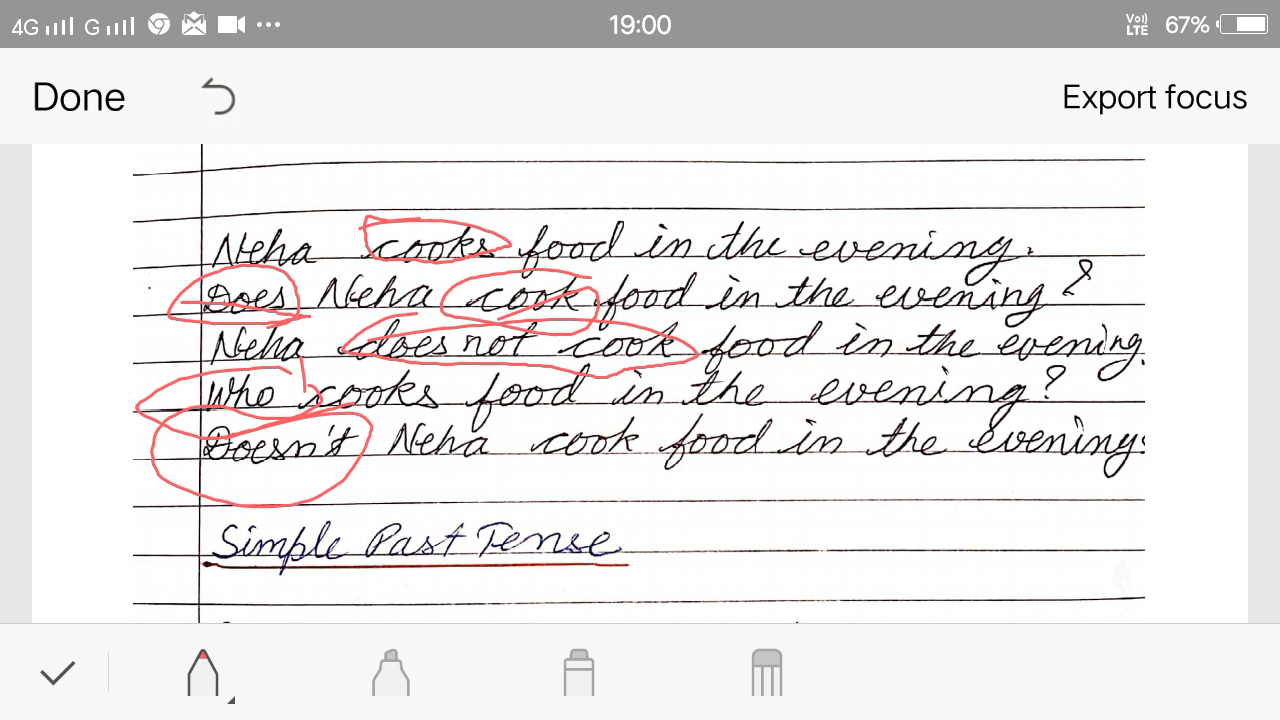 4G G 19:00 Vo)) LTE 67%
Done Export focus
Neha cooks food in the evening.
Does Neha cook food in the evening?
Neha does not cook food in the evening.
Who cooks food in the evening?
Doesn't Neha cook food in the evening?
Simple Past Tense